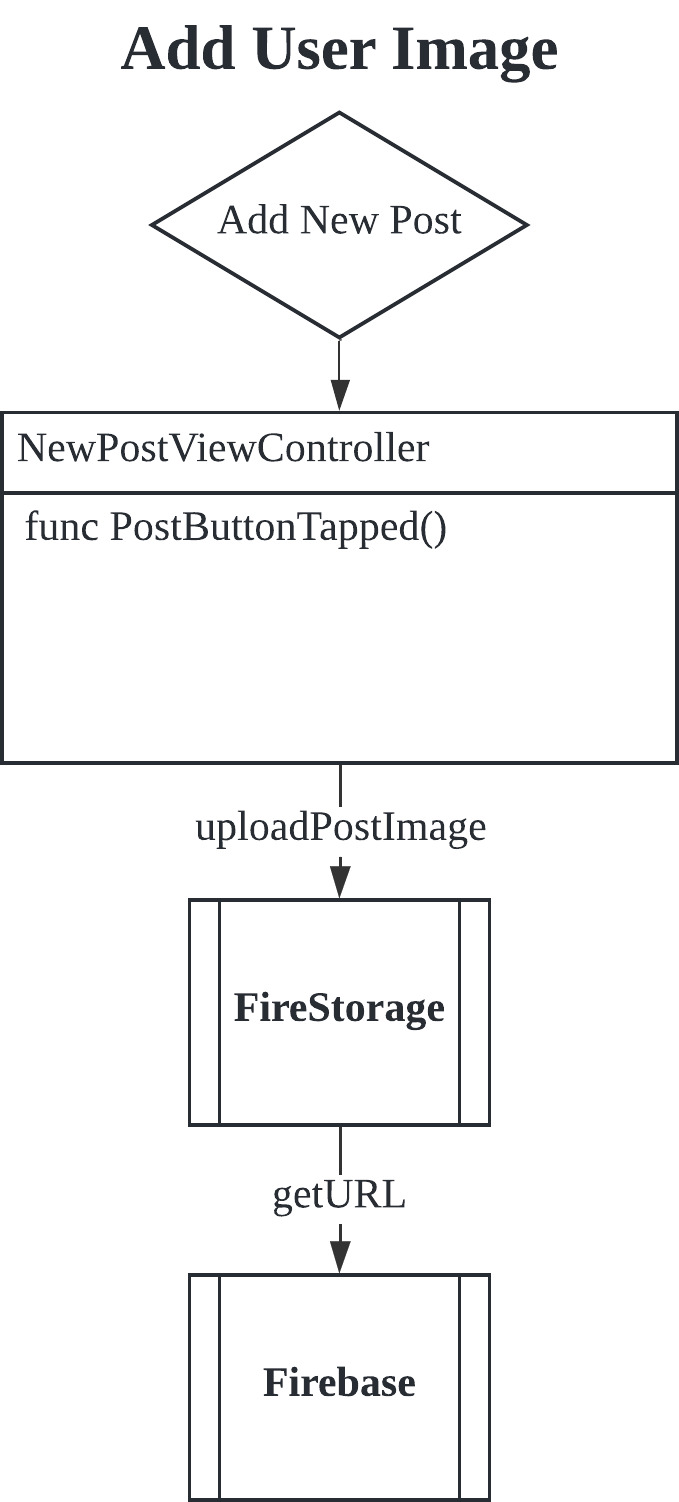 Add User Image
Add New Post
NewPostViewController
func PostButtonTapped()
uploadPostImage
FireStorage
getURL
Firebase